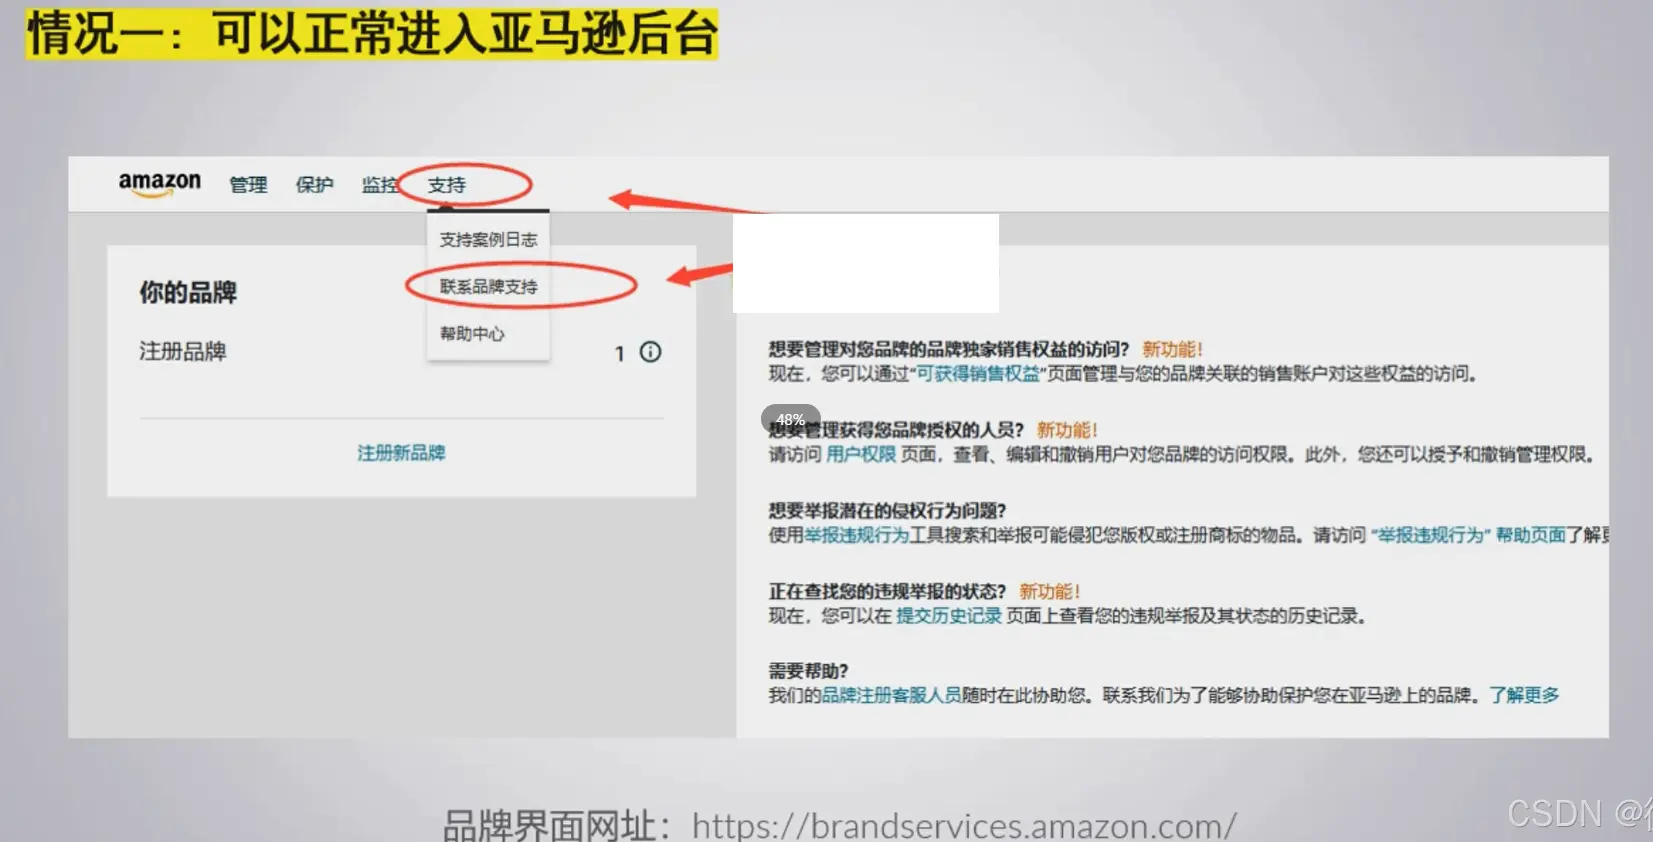 情况一：可以正常进入亚马逊后台
amazon 管理 保护 监控 支持
支持案例日志
联系品牌支持
帮助中心
你的品牌
注册品牌 1
注册新品牌
想要管理对您品牌的品牌独家销售权益的访问？ 新功能！
现在，您可以通过“可获得销售权益”页面管理与您的品牌关联的销售账户对这些权益的访问。
48%
想要管理获得您品牌授权的人员？ 新功能！
请访问 用户权限 页面，查看、编辑和撤销用户对您品牌的访问权限。此外，您还可以授予和撤销管理权限。
想要举报潜在的侵权行为问题？
使用举报违规行为工具搜索和举报可能侵犯您版权或注册商标的物品。请访问 “举报违规行为” 帮助页面了解
正在查找您的违规举报的状态？ 新功能！
现在，您可以在 提交历史记录 页面上查看您的违规举报及其状态的历史记录。
需要帮助？
我们的品牌注册客服人员随时在此协助您。联系我们为了能够协助保护您在亚马逊上的品牌。了解更多
品牌界面网址：https://brandservices.amazon.com/
CSDN @